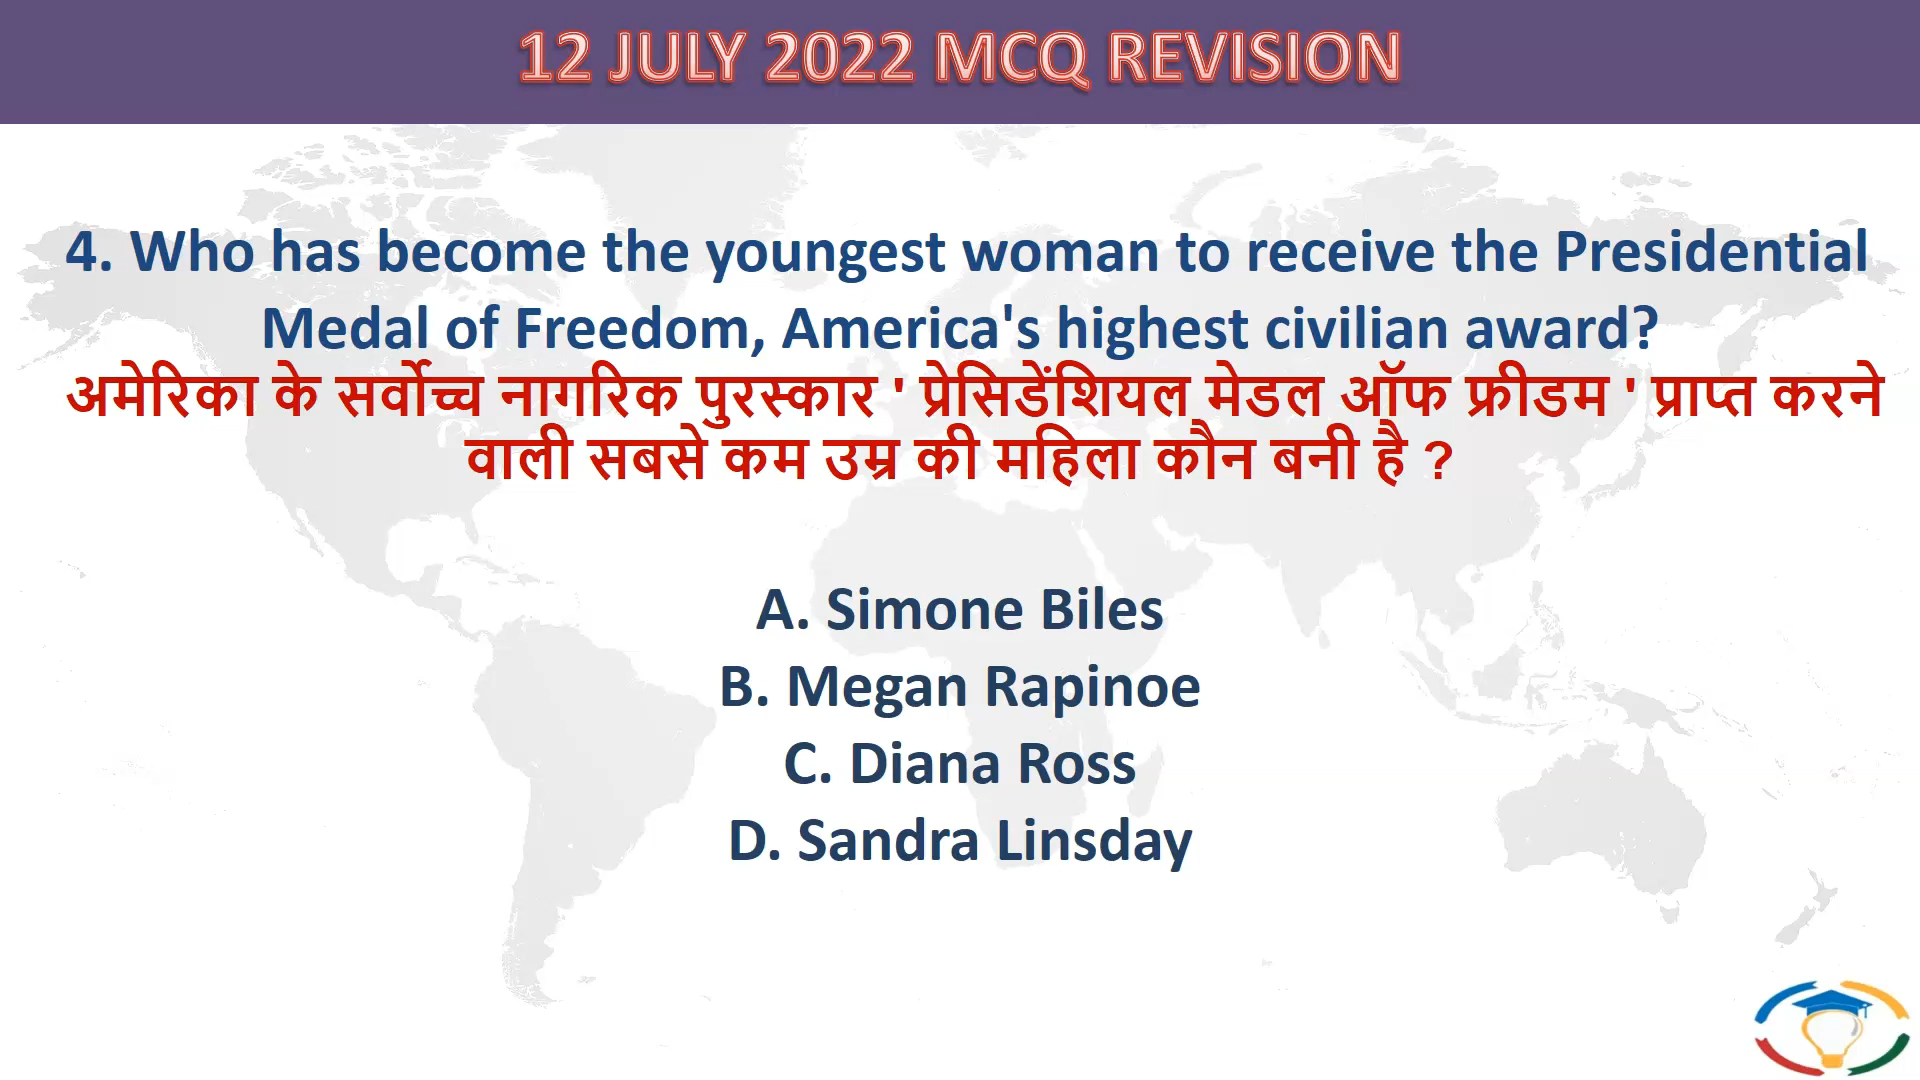 12 JULY 2022 MCQ REVISION
4. Who has become the youngest woman to receive the Presidential
Medal of Freedom, America's highest civilian award?
अमेरिका के सर्वोच्च नागरिक पुरस्कार ' प्रेसिडेंशियल मेडल ऑफ फ्रीडम ' प्राप्त करने
वाली सबसे कम उम्र की महिला कौन बनी है ?
A. Simone Biles
B. Megan Rapinoe
C. Diana Ross
D. Sandra Linsday